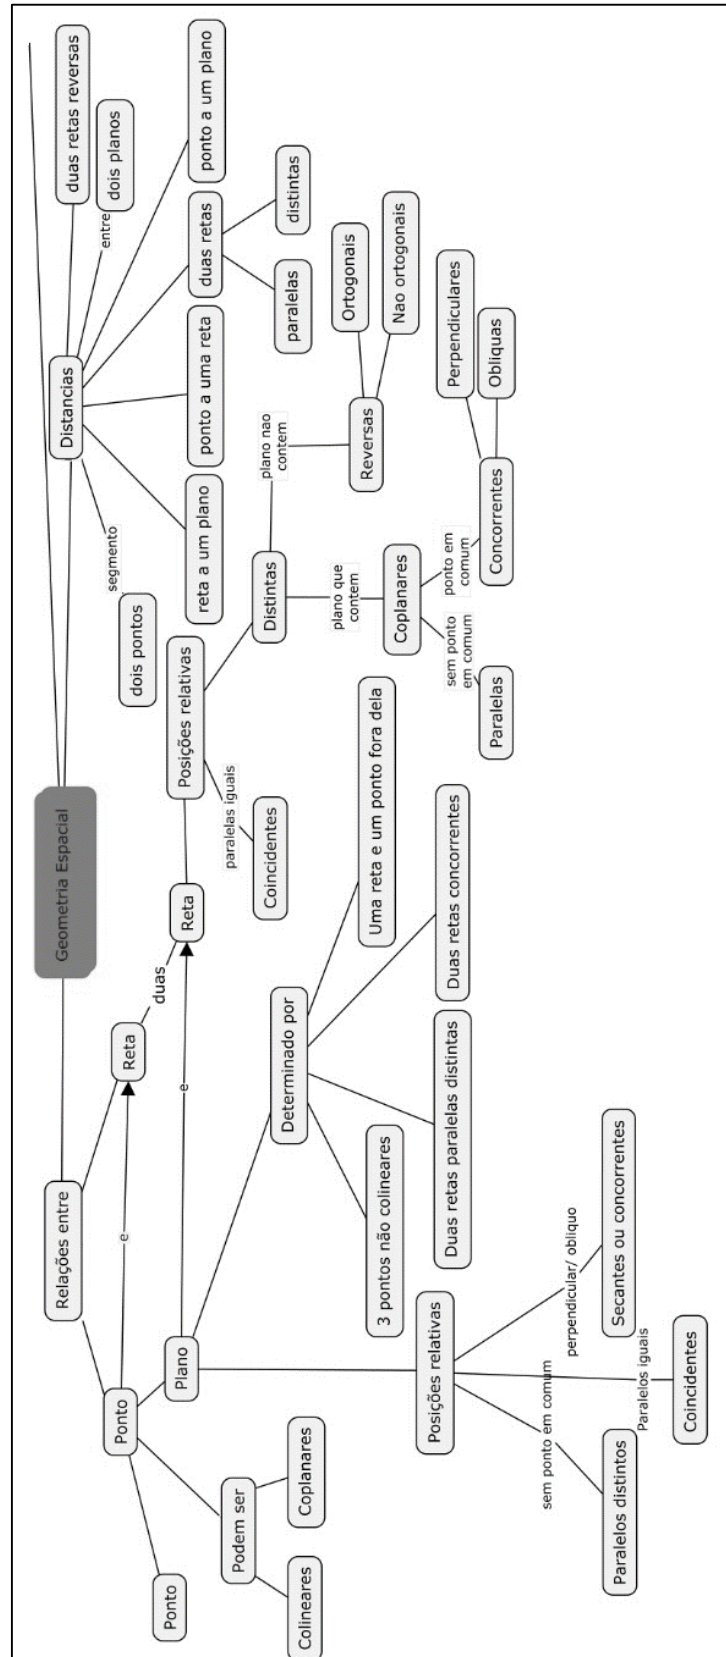 Geometria Espacial
Relações entre
Distancias
duas retas reversas
entre
dois planos
ponto a um plano
duas retas
distintas
paralelas
ponto a uma reta
reta a um plano
segmento
dois pontos
Ponto
e
Reta
duas
Reta
Posições relativas
paralelas iguais
Coincidentes
Distintas
plano nao
contem
Reversas
Ortogonais
Nao ortogonais
plano que
contem
Coplanares
sem ponto
em comum
Paralelas
ponto em
comum
Concorrentes
Perpendiculares
Obliquas
Ponto
Podem ser
Colineares
Coplanares
Plano
e
Determinado por
3 pontos não colineares
Duas retas paralelas distintas
Duas retas concorrentes
Uma reta e um ponto fora dela
Posições relativas
sem ponto em comum
Paralelos distintos
Paralelos iguais
Coincidentes
perpendicular/ obliquo
Secantes ou concorrentes